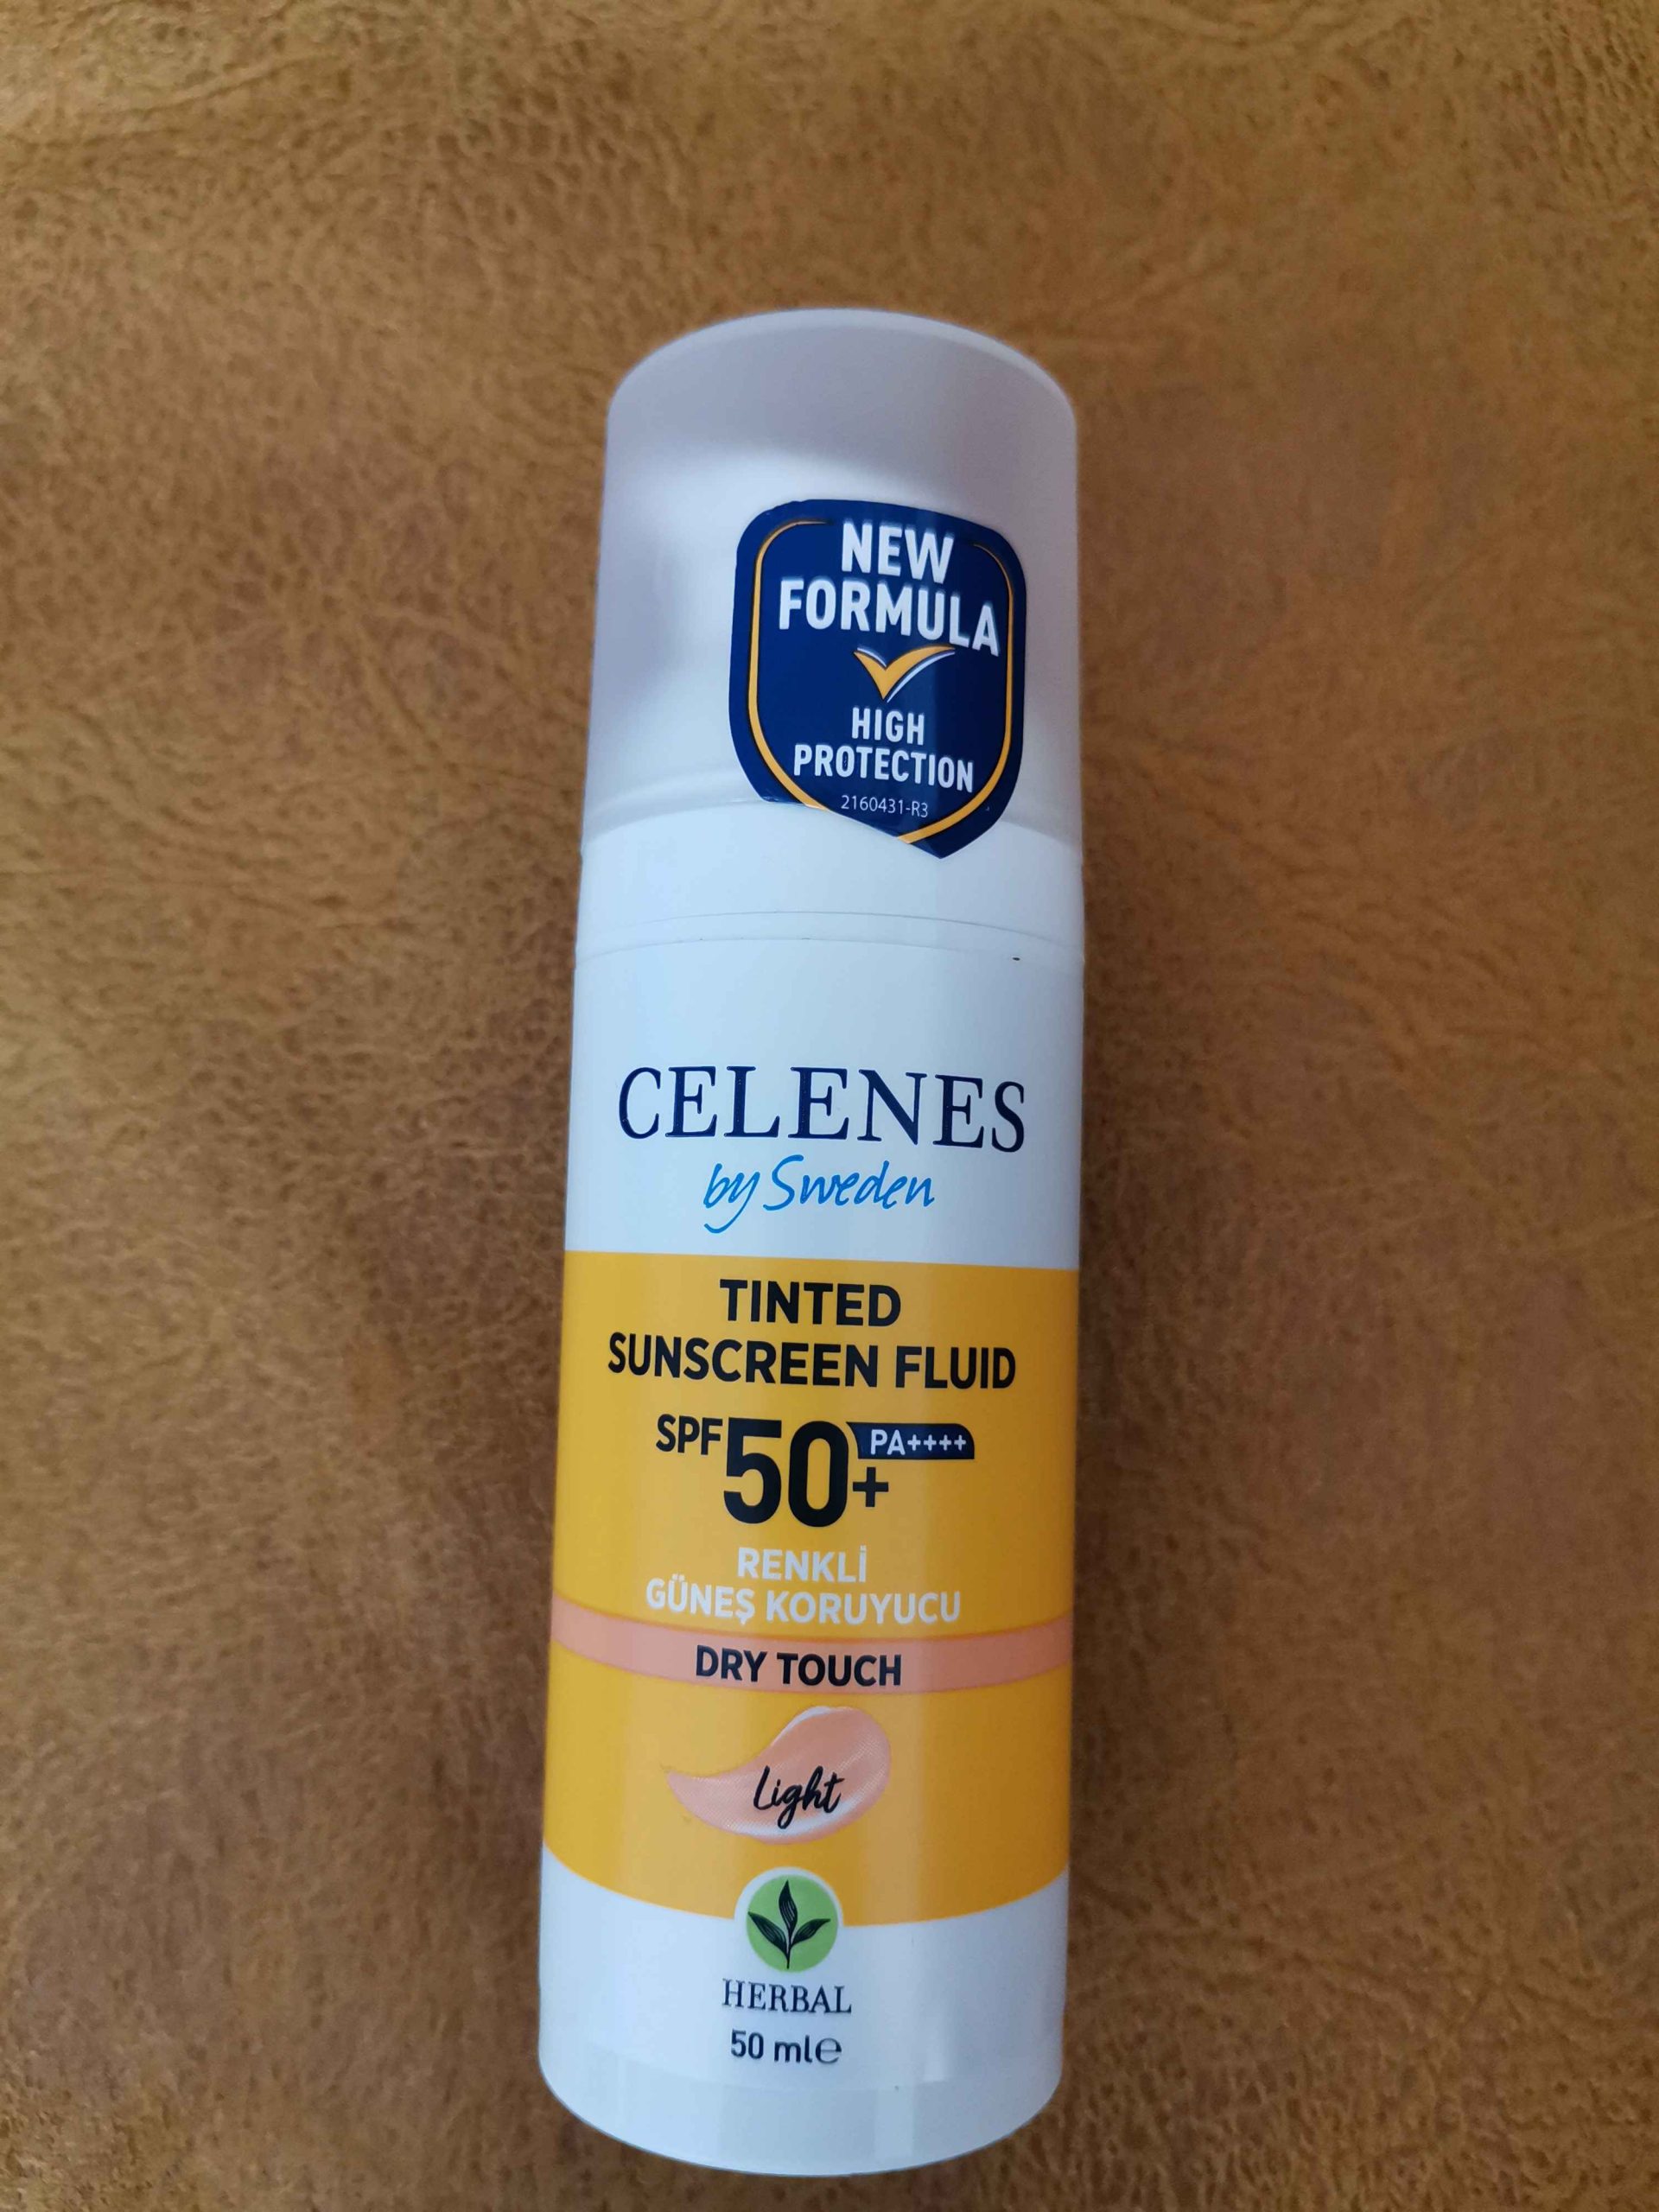 NEW
FORMULA
HIGH
PROTECTION
2160431-R3
CELENES
by Sweden
TINTED
SUNSCREEN FLUID
SPF 50+ PA++++
RENKLİ
GÜNEŞ KORUYUCU
DRY TOUCH
Light
HERBAL
50 ml℮